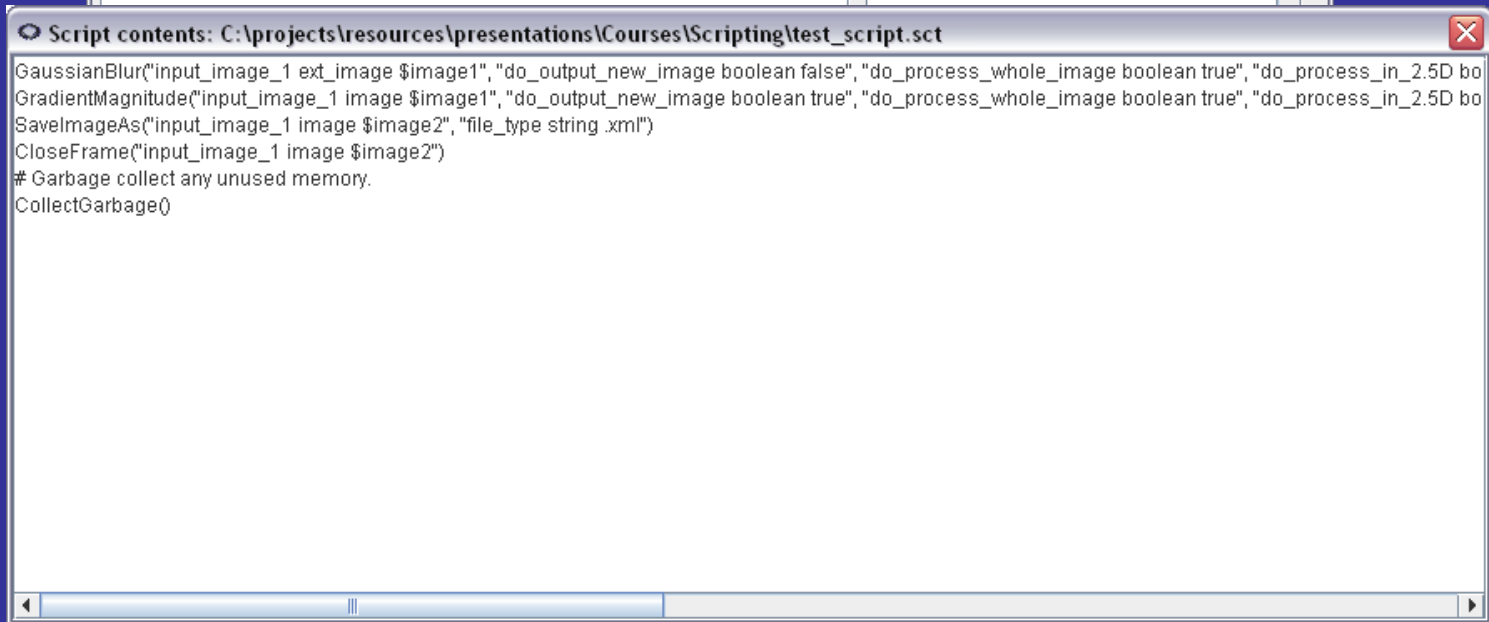 Script contents: C:\projects\resources\presentations\Courses\Scripting\test_script.sct
GaussianBlur("input_image_1 ext_image $image1", "do_output_new_image boolean false", "do_process_whole_image boolean true", "do_process_in_2.5D bo
GradientMagnitude("input_image_1 image $image1", "do_output_new_image boolean true", "do_process_whole_image boolean true", "do_process_in_2.5D bo
SaveImageAs("input_image_1 image $image2", "file_type string .xml")
CloseFrame("input_image_1 image $image2")
# Garbage collect any unused memory.
CollectGarbage()